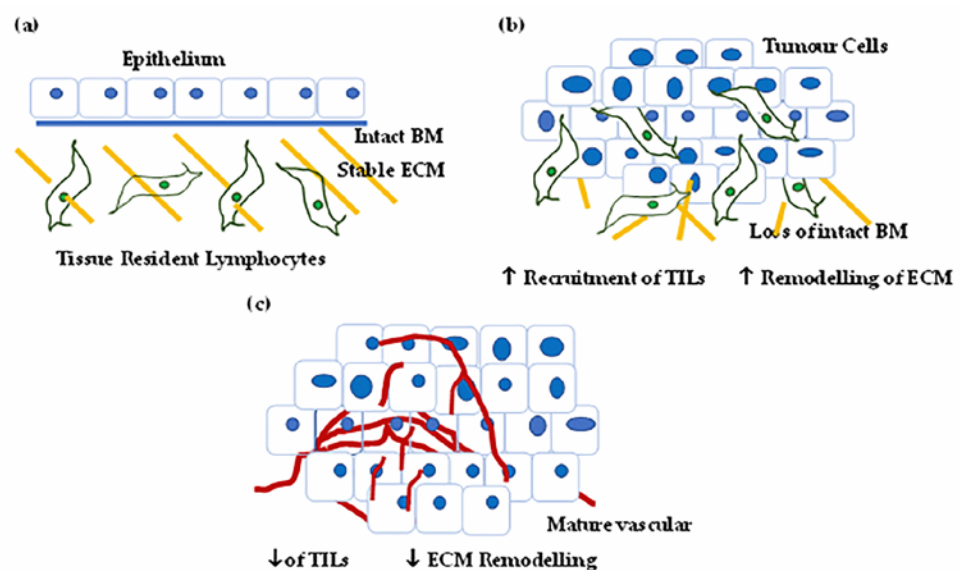 (a)
Epithelium
Intact BM
Stable ECM
Tissue Resident Lymphocytes
(b)
Tumour Cells
Loss of intact BM
↑ Recruitment of TILs ↑ Remodelling of ECM
(c)
Mature vascular
↓of TILs ↓ ECM Remodelling